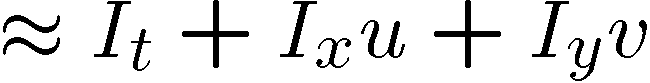 ≈ I_t + I_x u + I_y v